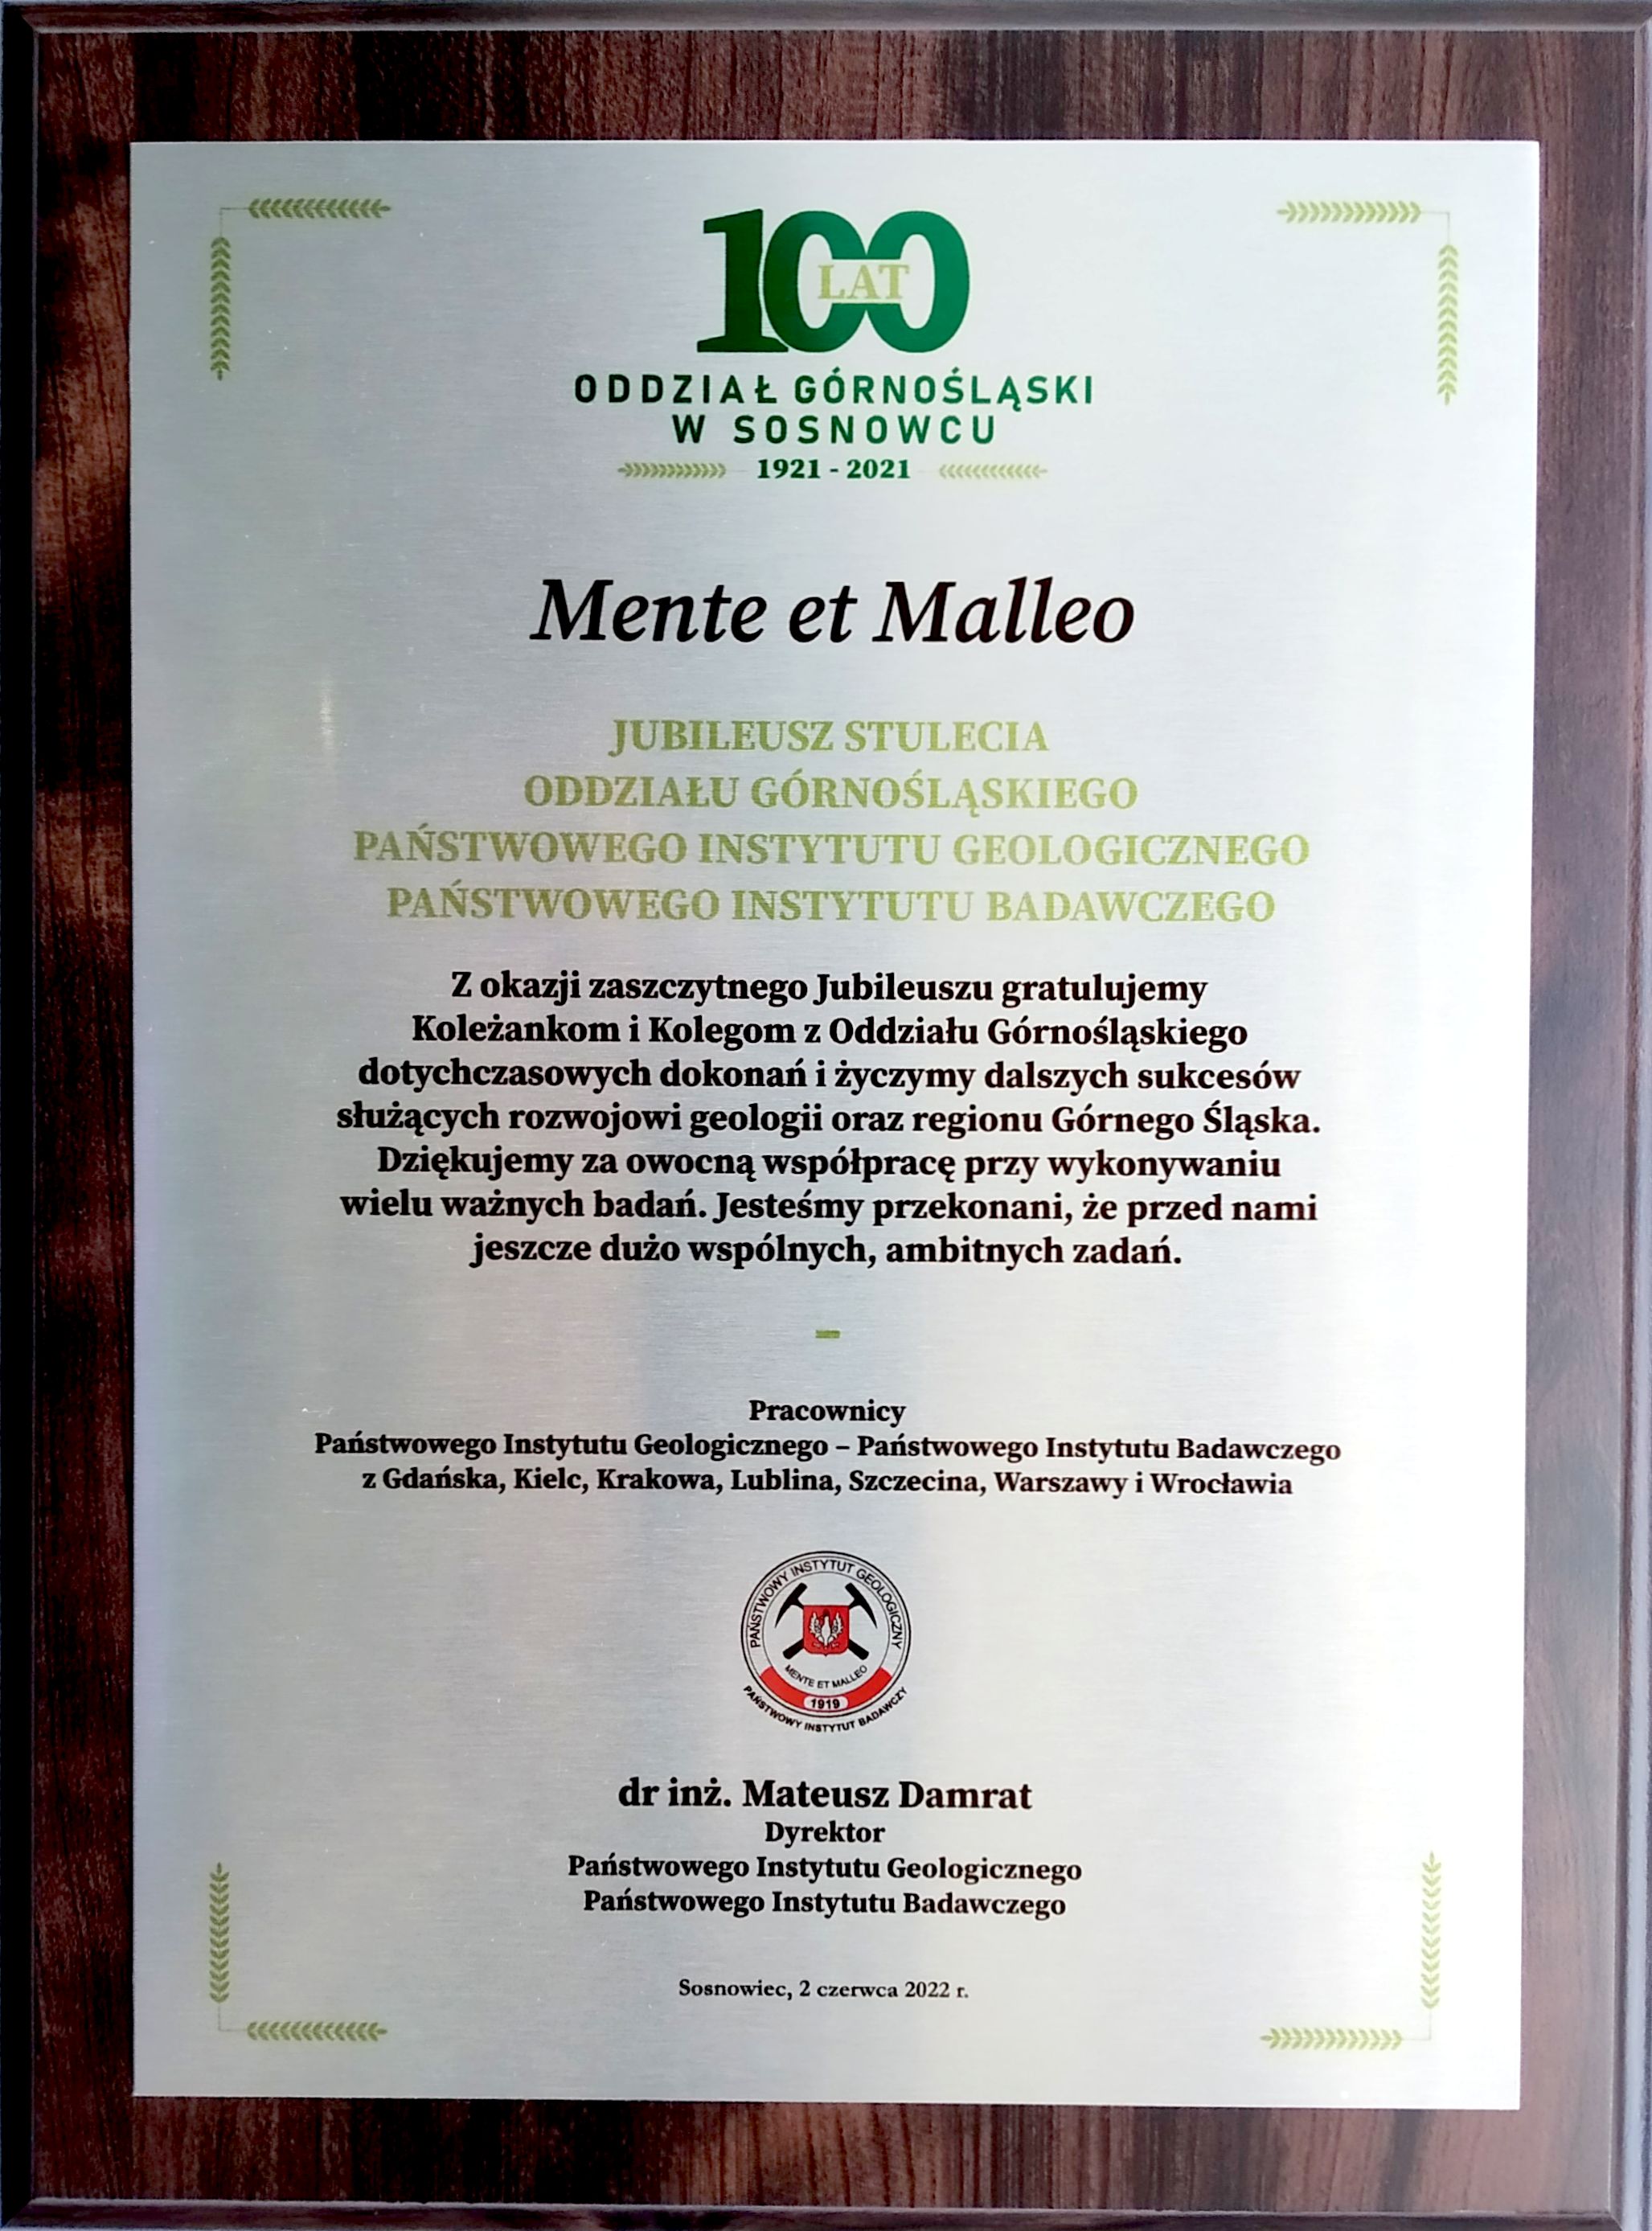 100
LAT
ODDZIAŁ GÓRNOŚLĄSKI
W SOSNOWCU
1921 - 2021
Mente et Malleo
JUBILEUSZ STULECIA
ODDZIAŁU GÓRNOŚLĄSKIEGO
PAŃSTWOWEGO INSTYTUTU GEOLOGICZNEGO
PAŃSTWOWEGO INSTYTUTU BADAWCZEGO
Z okazji zaszczytnego Jubileuszu gratulujemy
Koleżankom i Kolegom z Oddziału Górnośląskiego
dotychczasowych dokonań i życzymy dalszych sukcesów
służących rozwojowi geologii oraz regionu Górnego Śląska.
Dziękujemy za owocną współpracę przy wykonywaniu
wielu ważnych badań. Jesteśmy przekonani, że przed nami
jeszcze dużo wspólnych, ambitnych zadań.
Pracownicy
Państwowego Instytutu Geologicznego – Państwowego Instytutu Badawczego
z Gdańska, Kielc, Krakowa, Lublina, Szczecina, Warszawy i Wrocławia
PAŃSTWOWY INSTYTUT GEOLOGICZNY
MENTE ET MALLEO
1919
PAŃSTWOWY INSTYTUT BADAWCZY
dr inż. Mateusz Damrat
Dyrektor
Państwowego Instytutu Geologicznego
Państwowego Instytutu Badawczego
Sosnowiec, 2 czerwca 2022 r.